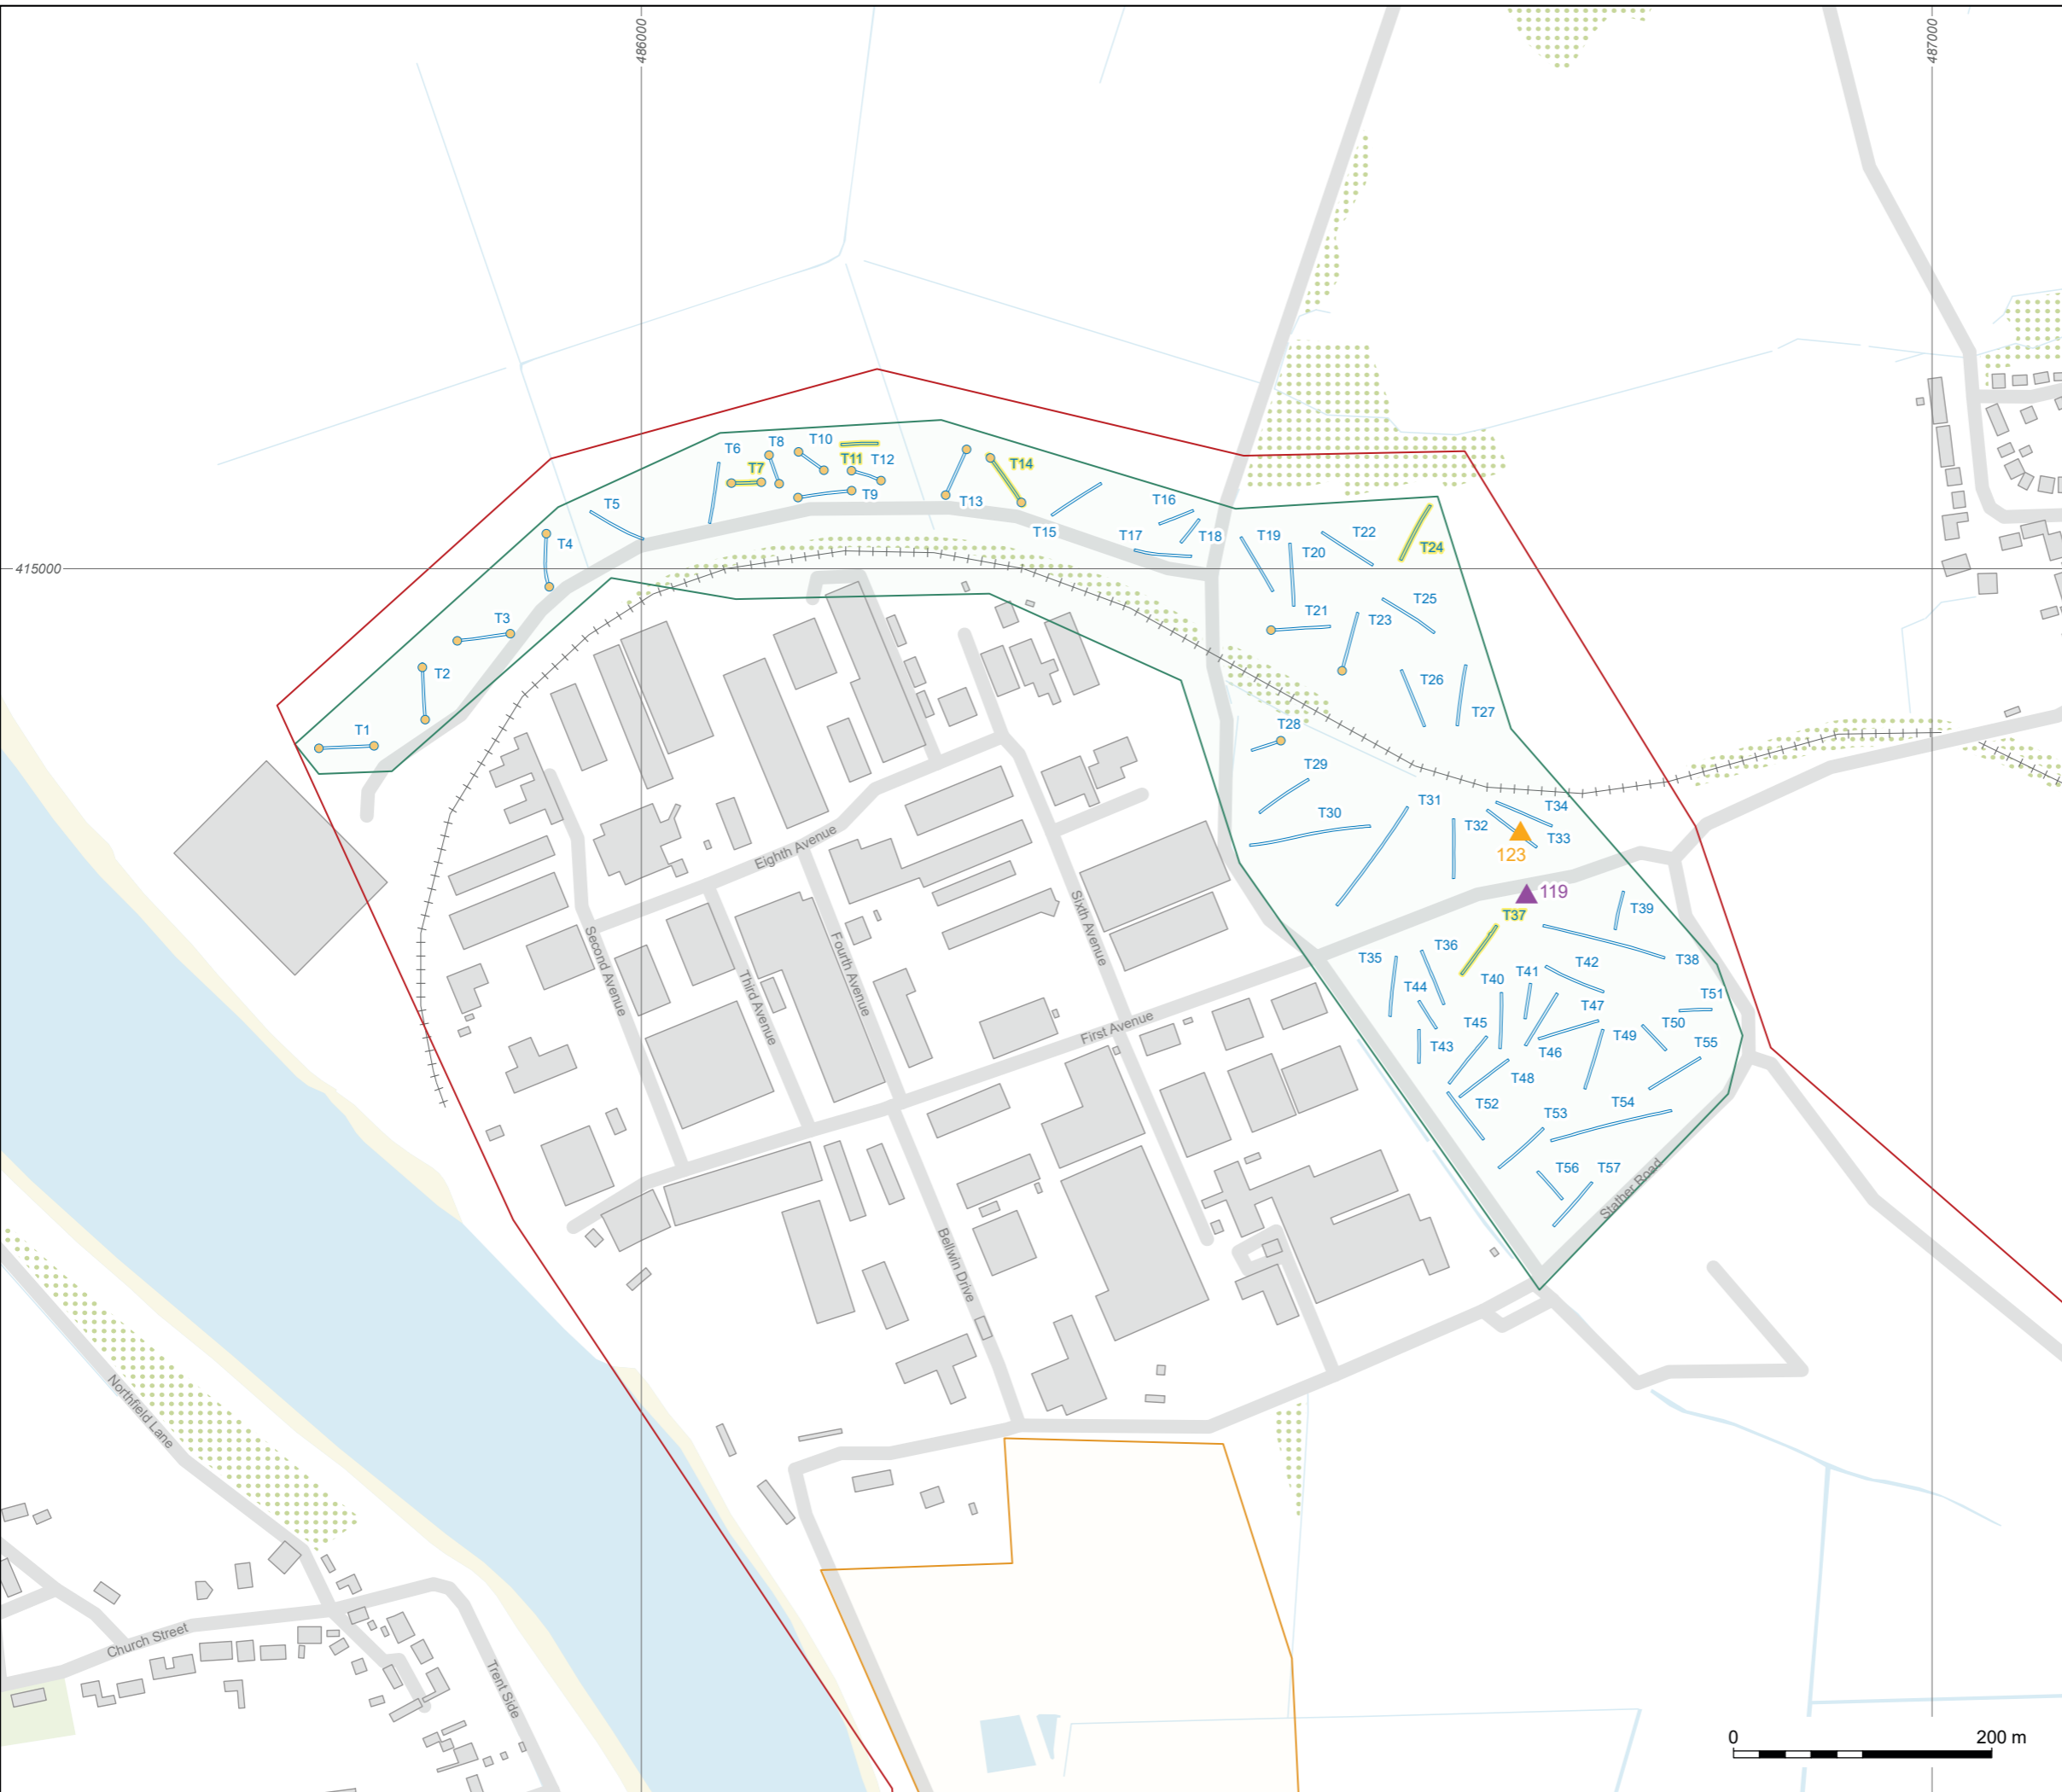 486000
487000
415000
T1
T2
T3
T4
T5
T6
T7
T8
T9
T10
T11
T12
T13
T14
T15
T16
T17
T18
T19
T20
T21
T22
T23
T24
T25
T26
T27
T28
T29
T30
T31
T32
T33
T34
123
119
T35
T36
T37
T38
T39
T40
T41
T42
T43
T44
T45
T46
T47
T48
T49
T50
T51
T52
T53
T54
T55
T56
T57
Eighth Avenue
Second Avenue
Third Avenue
Fourth Avenue
Sixth Avenue
First Avenue
Bellwin Drive
Stather Road
Northfield Lane
Church Street
Trent Side
0 200 m